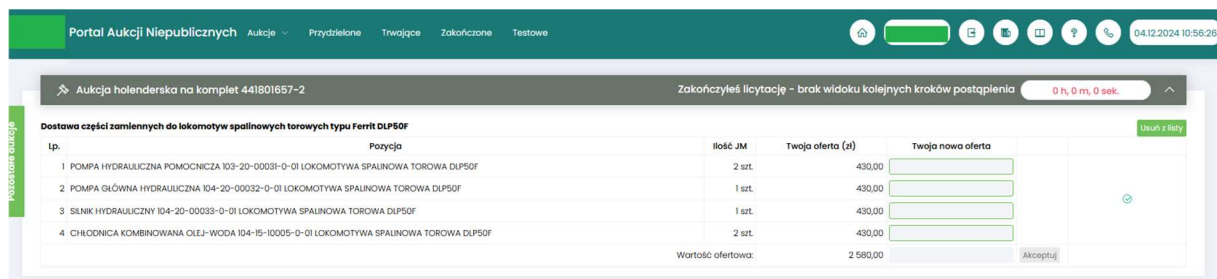 Portal Aukcji Niepublicznych Aukcje Przydzielone Trwające Zakończone Testowe 04.12.2024 10:56:26
Aukcja holenderska na komplet 441801657-2 Zakończyłeś licytację - brak widoku kolejnych kroków postąpienia 0 h, 0 m, 0 sek.
Pozostałe aukcje
Dostawa części zamiennych do lokomotyw spalinowych torowych typu Ferrit DLP50F Usuń z listy
Lp. Pozycja Ilość JM Twoja oferta (zł) Twoja nowa oferta
1 POMPA HYDRAULICZNA POMOCNICZA 103-20-00031-0-01 LOKOMOTYWA SPALINOWA TOROWA DLP50F 2 szt. 430,00
2 POMPA GŁÓWNA HYDRAULICZNA 104-20-00032-0-01 LOKOMOTYWA SPALINOWA TOROWA DLP50F 1 szt. 430,00
3 SILNIK HYDRAULICZNY 104-20-00033-0-01 LOKOMOTYWA SPALINOWA TOROWA DLP50F 1 szt. 430,00
4 CHŁODNICA KOMBINOWANA OLEJ-WODA 104-15-10005-0-01 LOKOMOTYWA SPALINOWA TOROWA DLP50F 2 szt. 430,00
Wartość ofertowa: 2 580,00 Akceptuj